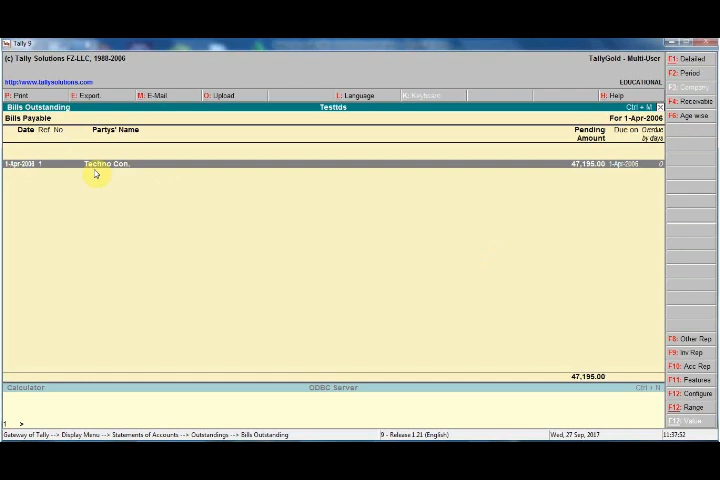 Tally 9
(c) Tally Solutions FZ-LLC, 1988-2006 TallyGold - Multi-User
http://www.tallysolutions.com EDUCATIONAL
P: Print E: Export M: E-Mail O: Upload L: Language K: Keyboard H: Help
Bills Outstanding Testtds Ctrl + M
Bills Payable For 1-Apr-2006
Date Ref. No Partys' Name Pending Due on Overdue
Amount by days
1-Apr-2006 1 Techno Con. 47,195.00 1-Apr-2006 0
47,195.00
Calculator ODBC Server Ctrl + N
1 >
Gateway of Tally --> Display Menu --> Statements of Accounts --> Outstandings --> Bills Outstanding 9 - Release 1.21 (English) Wed, 27 Sep, 2017 11:37:52
F1: Detailed
F2: Period
F3: Company
F4: Receivable
F6: Age wise
F8: Other Rep
F9: Inv Rep
F10: Acc Rep
F11: Features
F12: Configure
F12: Range
F12: Value